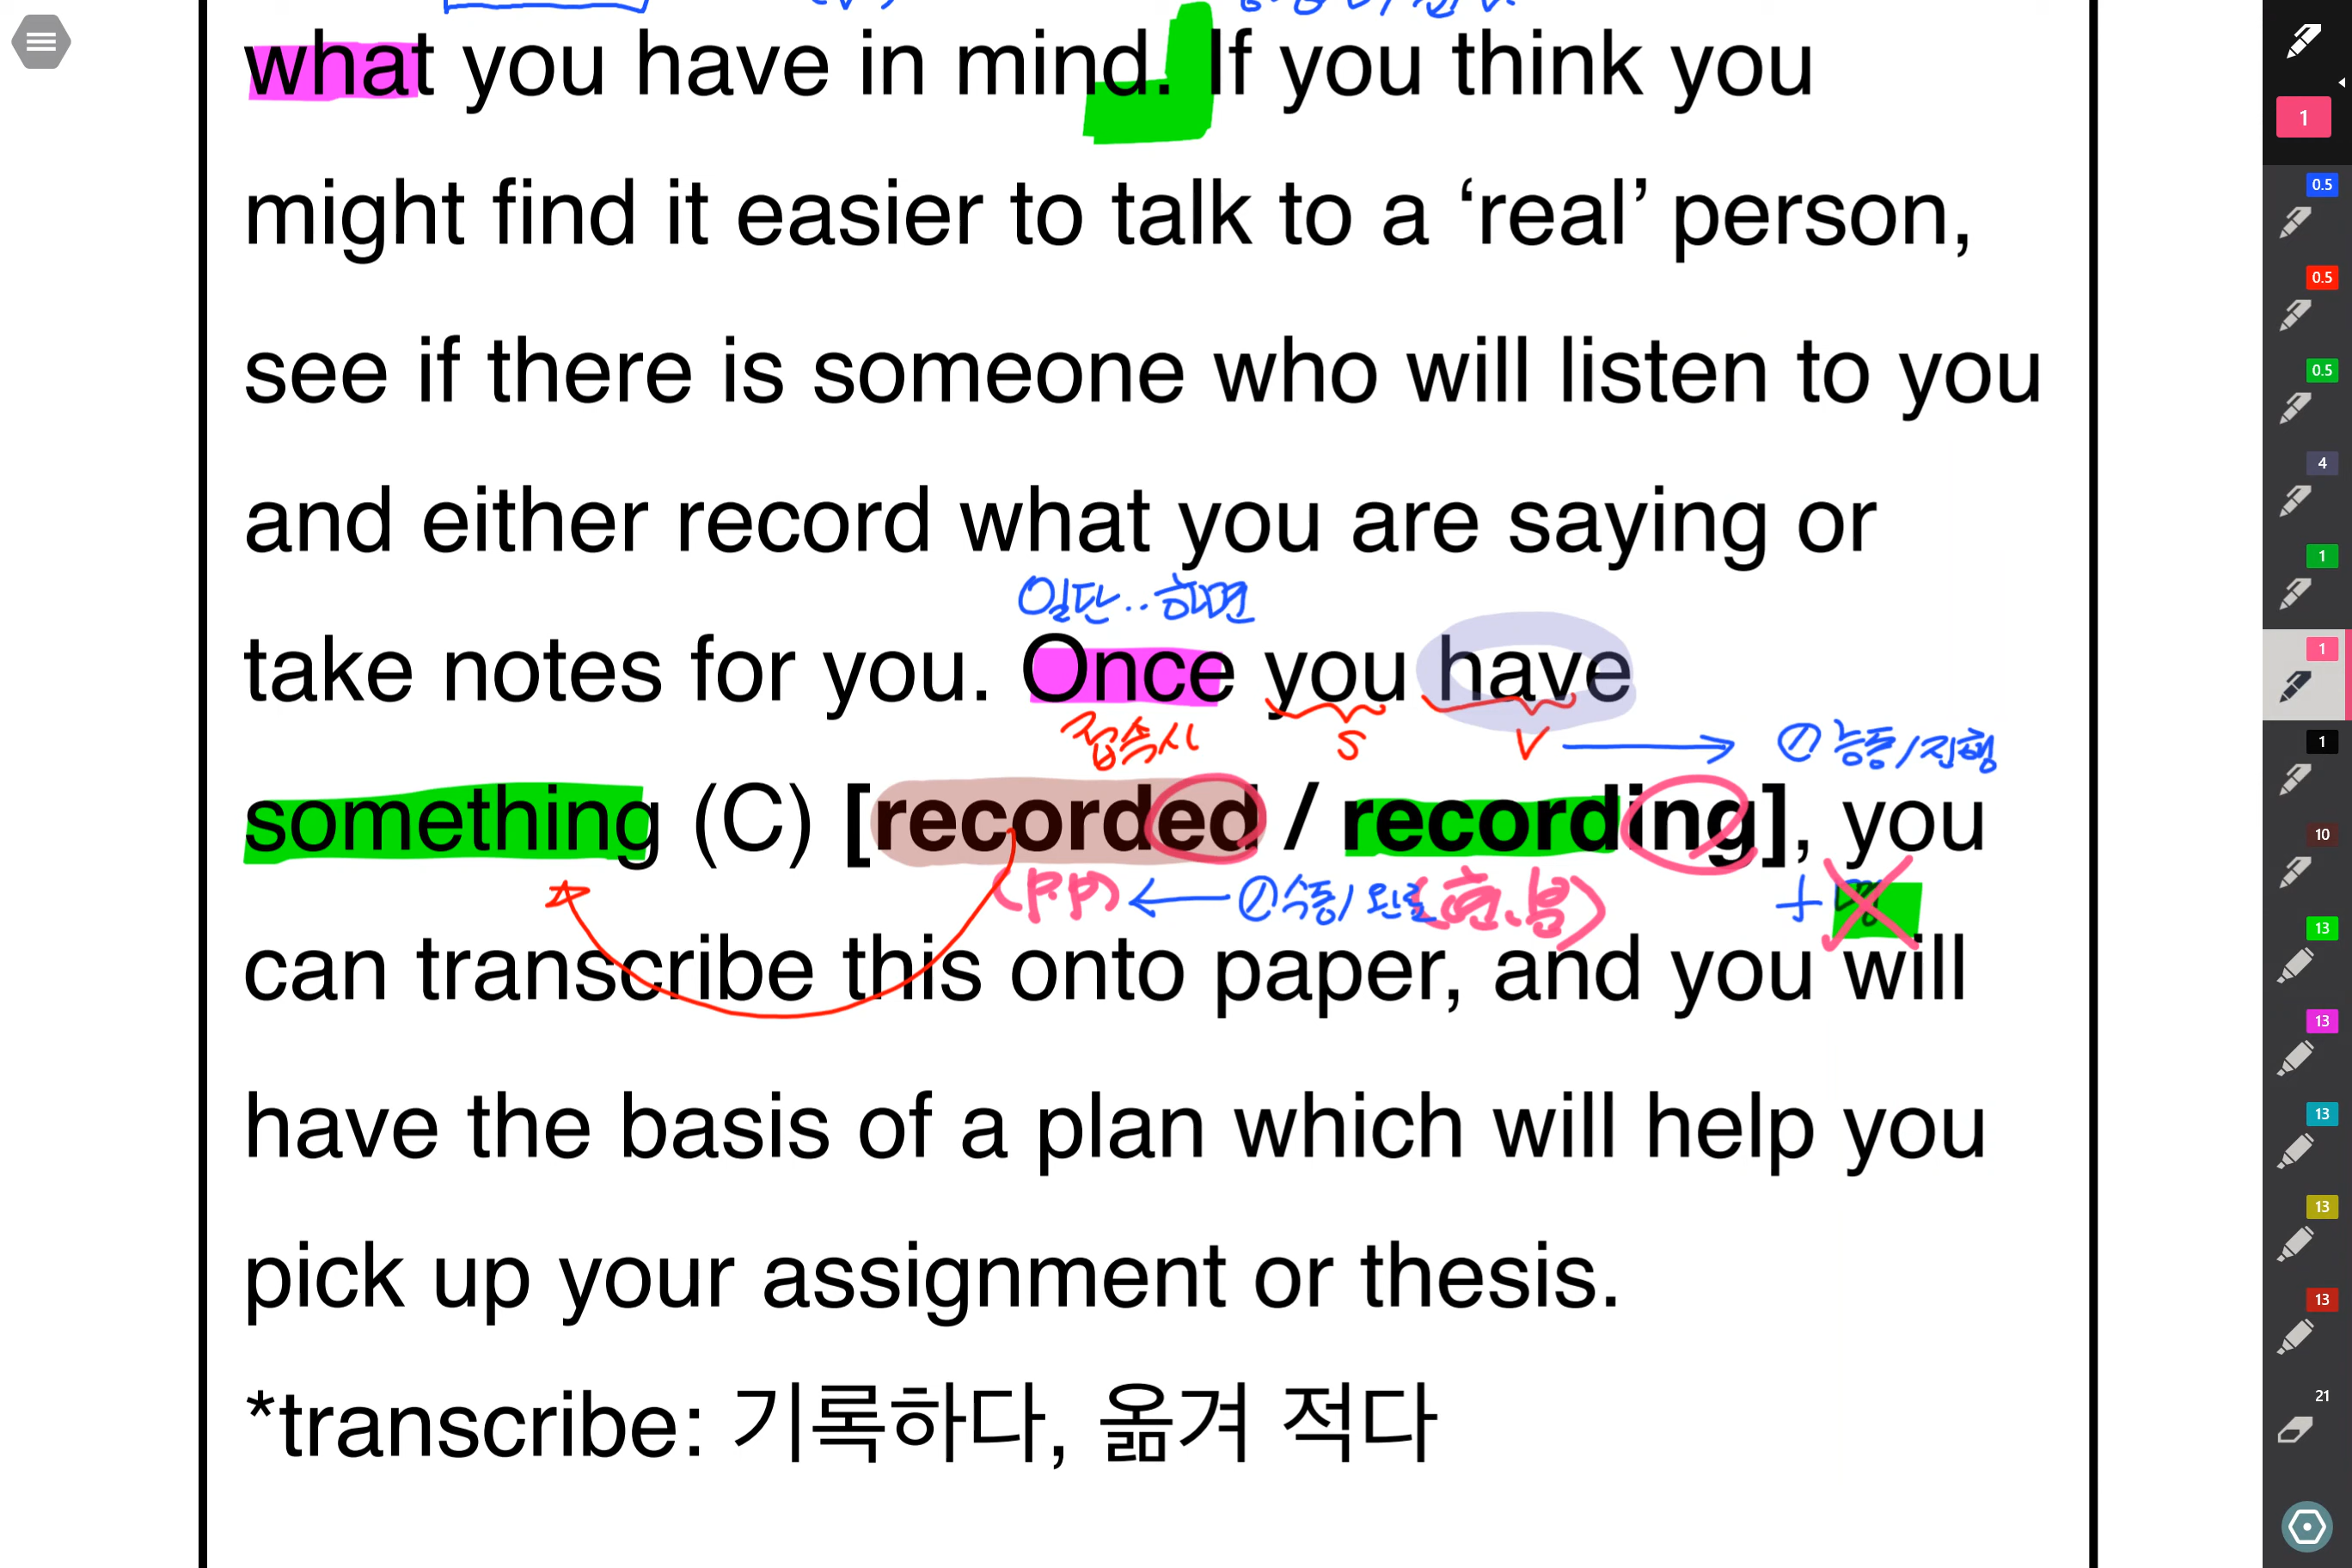 what you have in mind. If you think you
might find it easier to talk to a ‘real’ person,
see if there is someone who will listen to you
and either record what you are saying or
일단..하면
take notes for you. Once you have
접속사 S V ① 능동/진행
something (C) [recorded / recording], you
(p.p) ② 수동/완료 (현.분) + 명
can transcribe this onto paper, and you will
have the basis of a plan which will help you
pick up your assignment or thesis.
*transcribe: 기록하다, 옮겨 적다
1
0.5
0.5
0.5
4
1
1
1
10
13
13
13
13
13
21